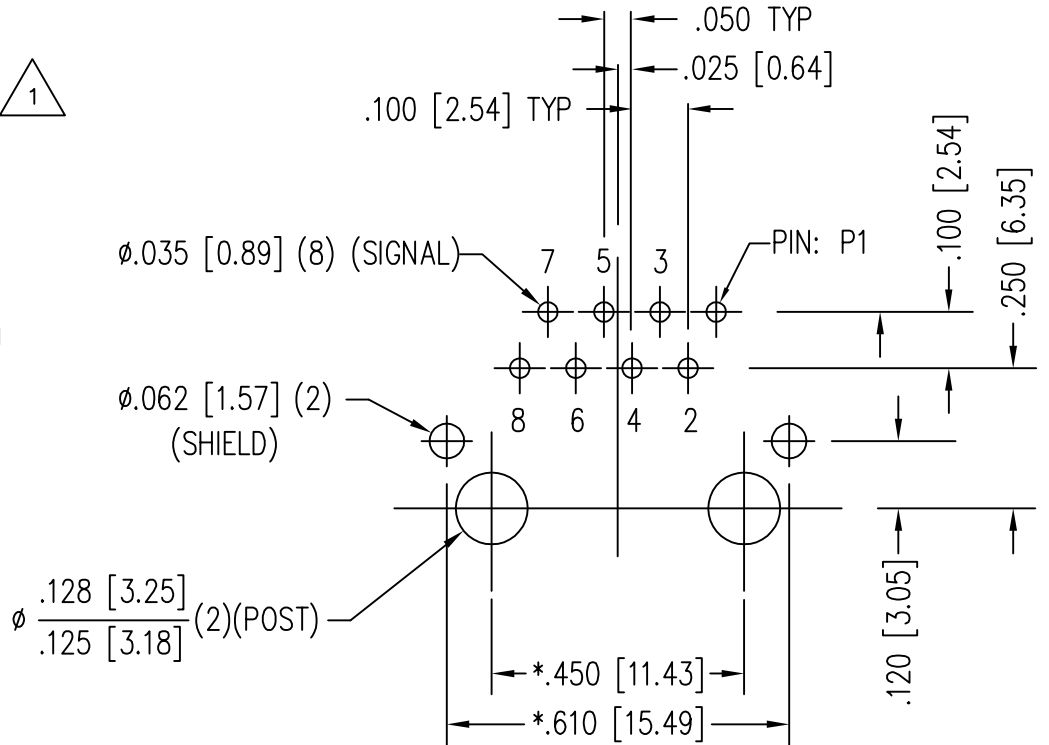 .050 TYP
1
.025 [0.64]
.100 [2.54] TYP
.100 [2.54]
.250 [6.35]
ø.035 [0.89] (8) (SIGNAL)
7 5 3
PIN: P1
ø.062 [1.57] (2)
(SHIELD)
8 6 4 2
ø .128 [3.25]
.125 [3.18] (2)(POST)
.120 [3.05]
*.450 [11.43]
*.610 [15.49]